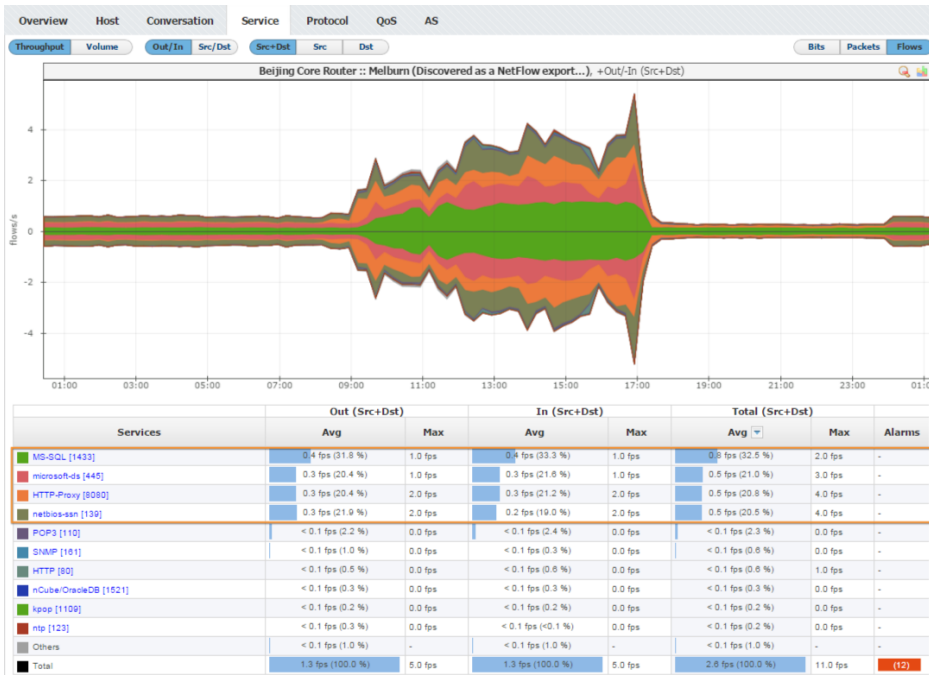 Overview Host Conversation Service Protocol QoS AS
Throughput Volume Out/In Src/Dst Src+Dst Src Dst Bits Packets Flows
Beijing Core Router :: Melburn (Discovered as a NetFlow export...), +Out/-In (Src+Dst)
4
2
flows/s
0
-2
-4
01:00 03:00 05:00 07:00 09:00 11:00 13:00 15:00 17:00 19:00 21:00 23:00 01:0
Out (Src+Dst) In (Src+Dst) Total (Src+Dst)
Services Avg Max Avg Max Avg Max Alarms
MS-SQL [1433] 0.4 fps (31.8 %) 1.0 fps 0.4 fps (33.3 %) 1.0 fps 0.8 fps (32.5 %) 2.0 fps -
microsoft-ds [445] 0.3 fps (20.4 %) 1.0 fps 0.3 fps (21.6 %) 1.0 fps 0.5 fps (21.0 %) 3.0 fps -
HTTP-Proxy [8080] 0.3 fps (20.4 %) 2.0 fps 0.3 fps (21.2 %) 2.0 fps 0.5 fps (20.8 %) 4.0 fps -
netbios-ssn [139] 0.3 fps (21.9 %) 2.0 fps 0.2 fps (19.0 %) 2.0 fps 0.5 fps (20.5 %) 4.0 fps -
POP3 [110] < 0.1 fps (2.2 %) 0.0 fps < 0.1 fps (2.4 %) 0.0 fps < 0.1 fps (2.3 %) 0.0 fps -
SNMP [161] < 0.1 fps (1.0 %) 0.0 fps < 0.1 fps (0.3 %) 0.0 fps < 0.1 fps (0.6 %) 0.0 fps -
HTTP [80] < 0.1 fps (0.5 %) 0.0 fps < 0.1 fps (0.6 %) 0.0 fps < 0.1 fps (0.6 %) 1.0 fps -
nCube/OracleDB [1521] < 0.1 fps (0.3 %) 0.0 fps < 0.1 fps (0.3 %) 0.0 fps < 0.1 fps (0.3 %) 0.0 fps -
kpop [1109] < 0.1 fps (0.2 %) 0.0 fps < 0.1 fps (0.2 %) 0.0 fps < 0.1 fps (0.2 %) 0.0 fps -
ntp [123] < 0.1 fps (0.3 %) 0.0 fps < 0.1 fps (<0.1 %) 0.0 fps < 0.1 fps (0.2 %) 0.0 fps -
Others < 0.1 fps (1.0 %) - < 0.1 fps (1.0 %) - < 0.1 fps (1.0 %) - -
Total 1.3 fps (100.0 %) 5.0 fps 1.3 fps (100.0 %) 5.0 fps 2.6 fps (100.0 %) 11.0 fps (12)